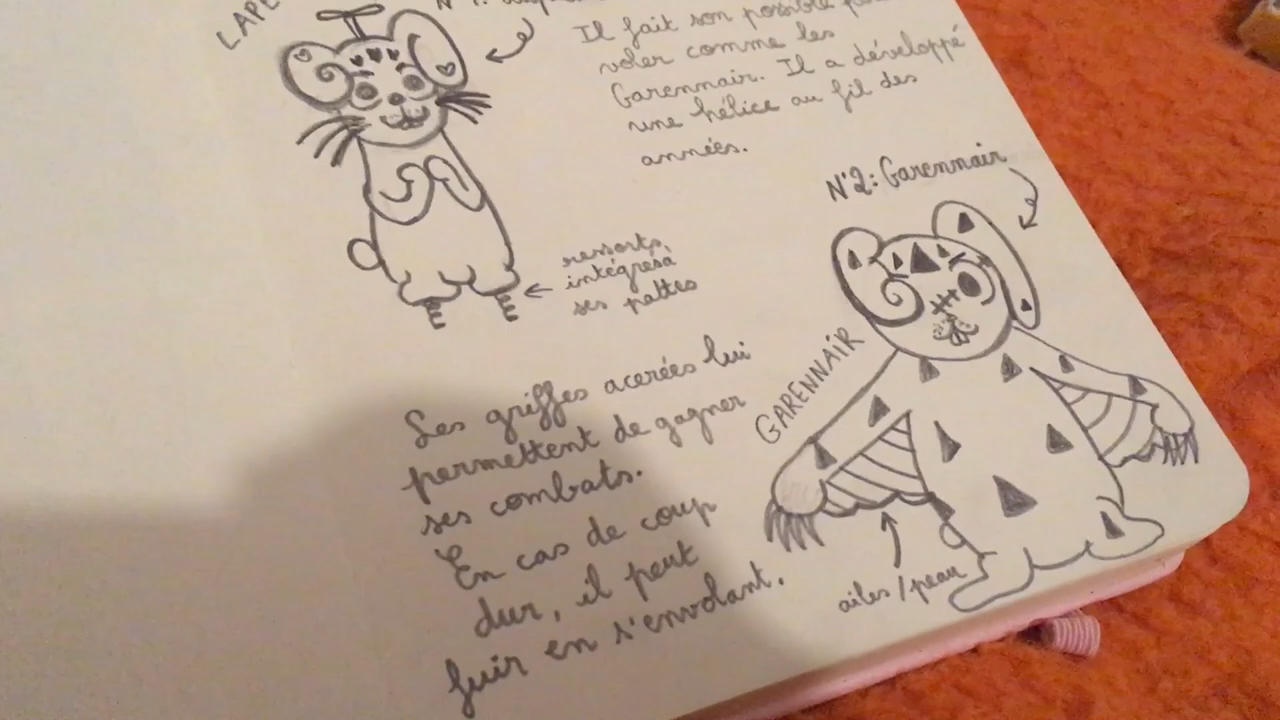 LAPE
N°1:
Il fait son possible
voler comme les
Garennair. Il a développé
une hélice au fil des
années.
ressorts
intégrés à
ses pattes
N°2: Garennair
GARENNAIR
Ses griffes acerées lui
permettent de gagner
ses combats.
En cas de coup
dur, il peut
fuir en s'envolant.
ailes/peau